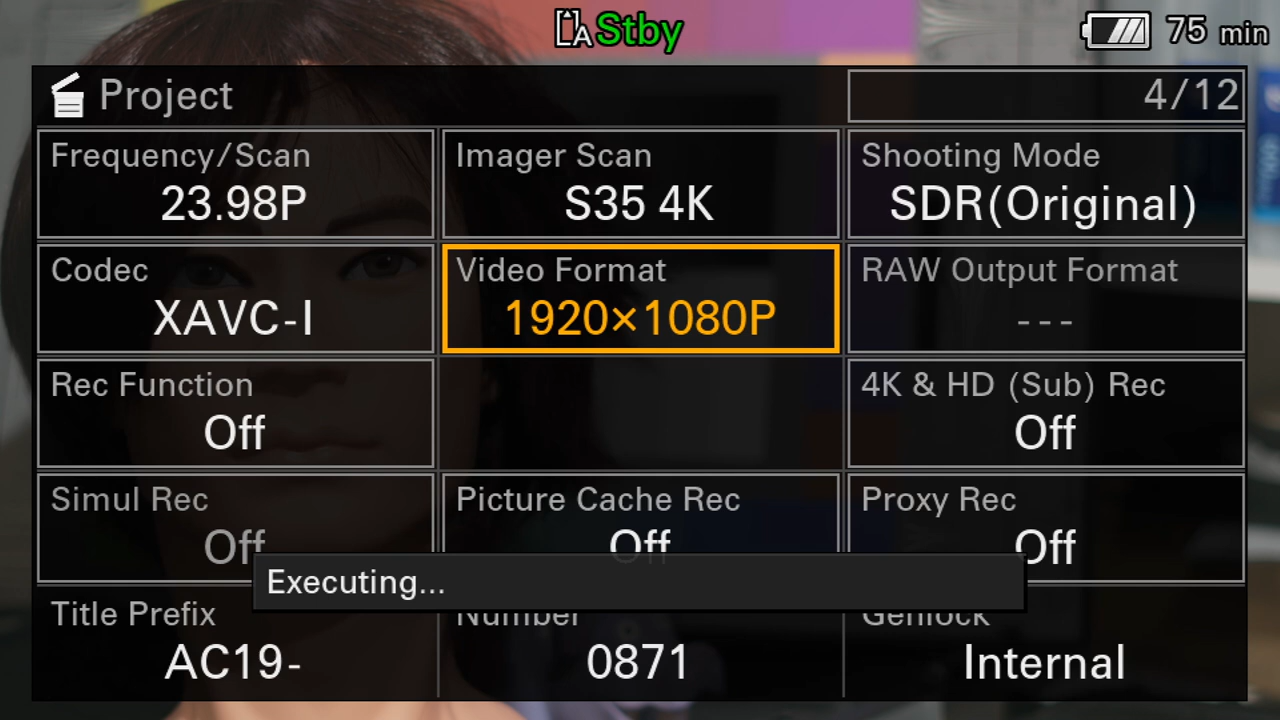 A Stby
75 min
Project
4/12
Frequency/Scan
23.98P
Imager Scan
S35 4K
Shooting Mode
SDR(Original)
Codec
XAVC-I
Video Format
1920×1080P
RAW Output Format
---
Rec Function
Off
4K & HD (Sub) Rec
Off
Simul Rec
Off
Picture Cache Rec
Off
Proxy Rec
Off
Executing...
Title Prefix
AC19-
Number
0871
Genlock
Internal